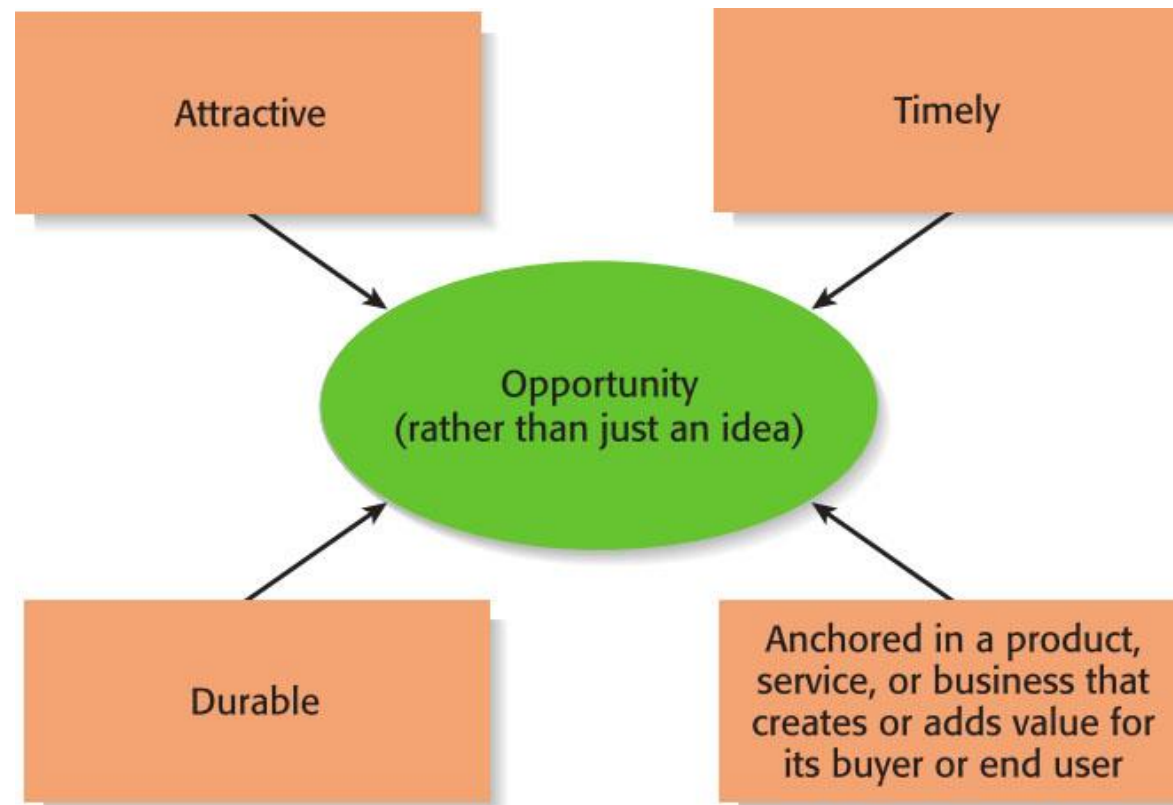 Attractive
Timely
Opportunity
(rather than just an idea)
Durable
Anchored in a product,
service, or business that
creates or adds value for
its buyer or end user